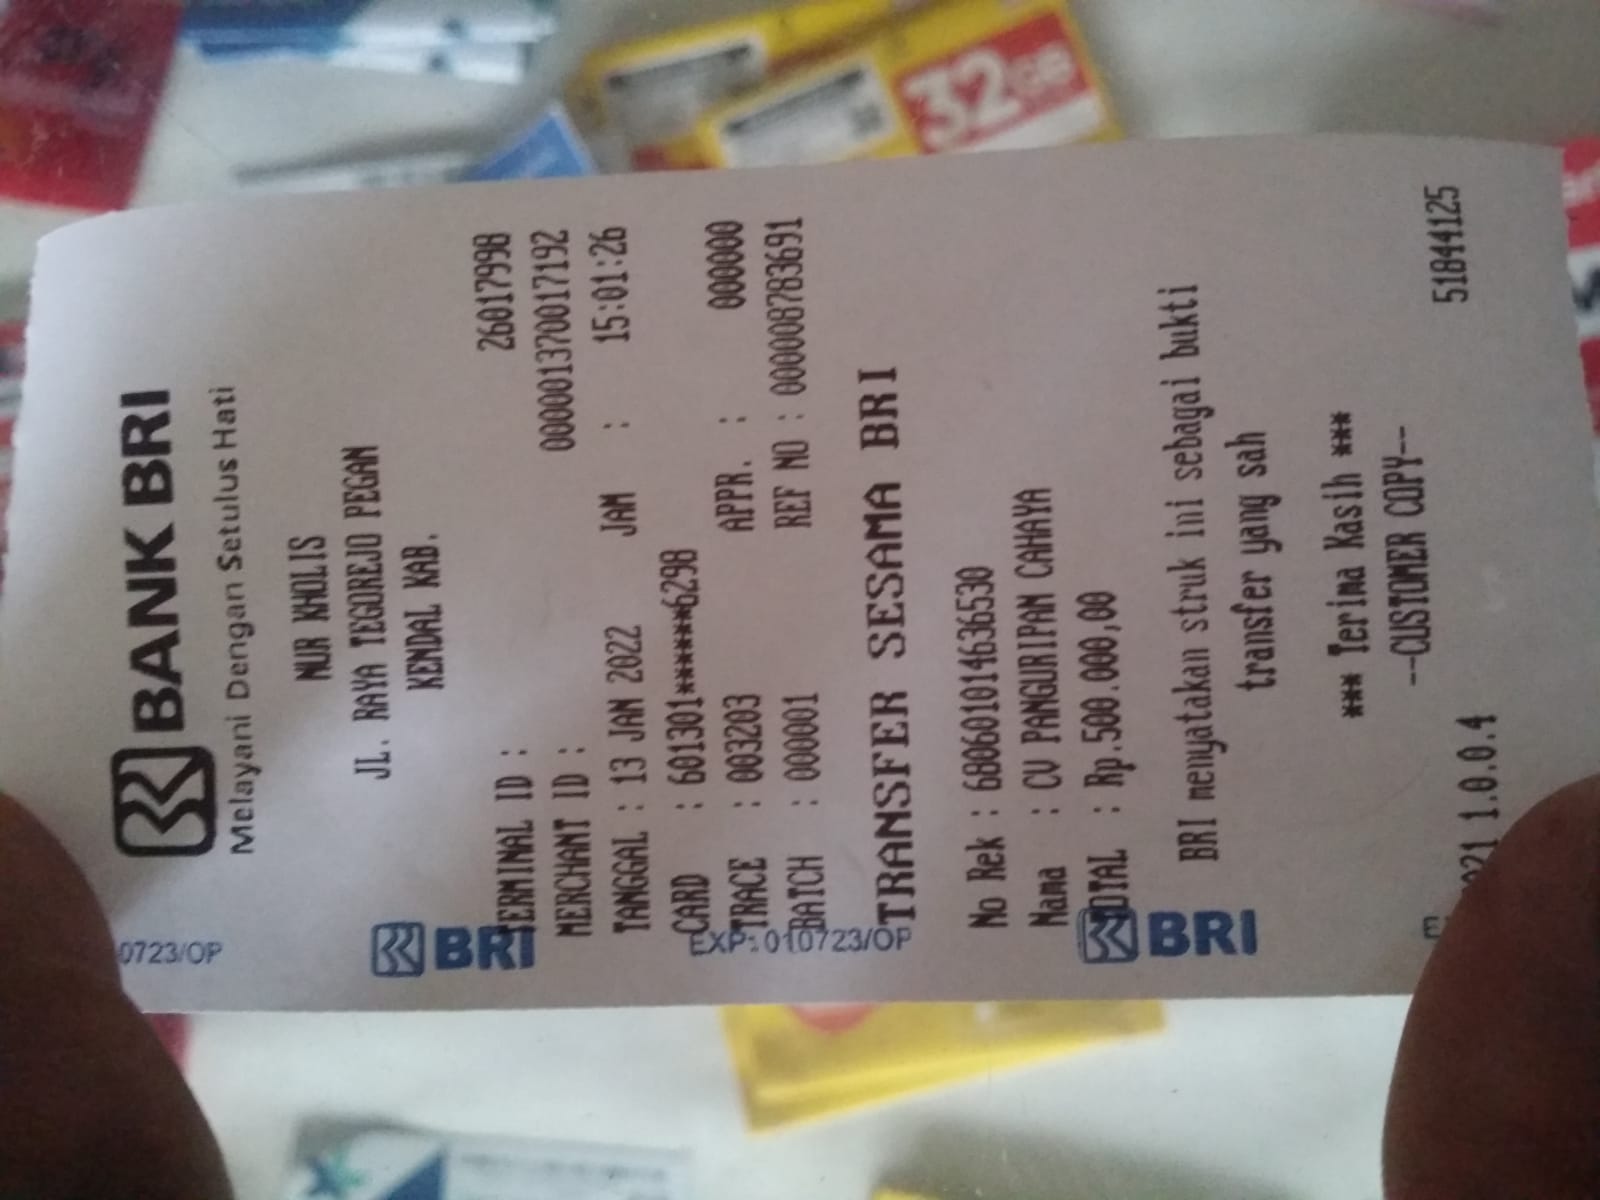 BANK BRI
Melayani Dengan Setulus Hati
NUR KHOLIS
JL. RAYA TEGOREJO PEGAN
KENDAL KAB.
TERMINAL ID : 26017998
MERCHANT ID : 000001370017192
TANGGAL : 13 JAN 2022 JAM : 15:01:26
CARD : 601301******6298
TRACE : 003203 APPR. : 000000
BATCH : 000001 REF NO : 000008783691
TRANSFER SESAMA BRI
No Rek : 680601014636530
Nama : CV PANGURIPAN CAHAYA
TOTAL : Rp.500.000,00
BRI menyatakan struk ini sebagai bukti
transfer yang sah
*** Terima Kasih ***
--CUSTOMER COPY--
21 1.0.0.4 51844125
0723/OP
BRI
EXP: 010723/OP
BRI
32GB